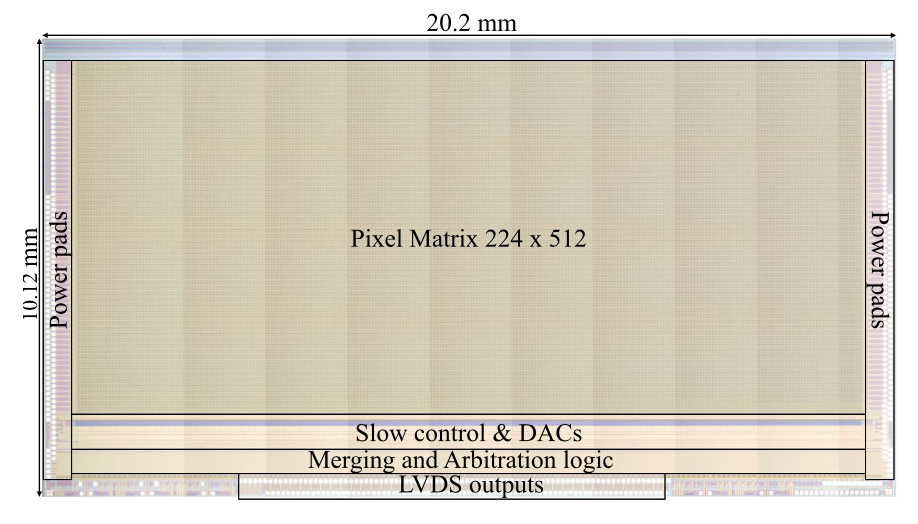 20.2 mm
10.12 mm
Power pads
Pixel Matrix 224 x 512
Power pads
Slow control & DACs
Merging and Arbitration logic
LVDS outputs